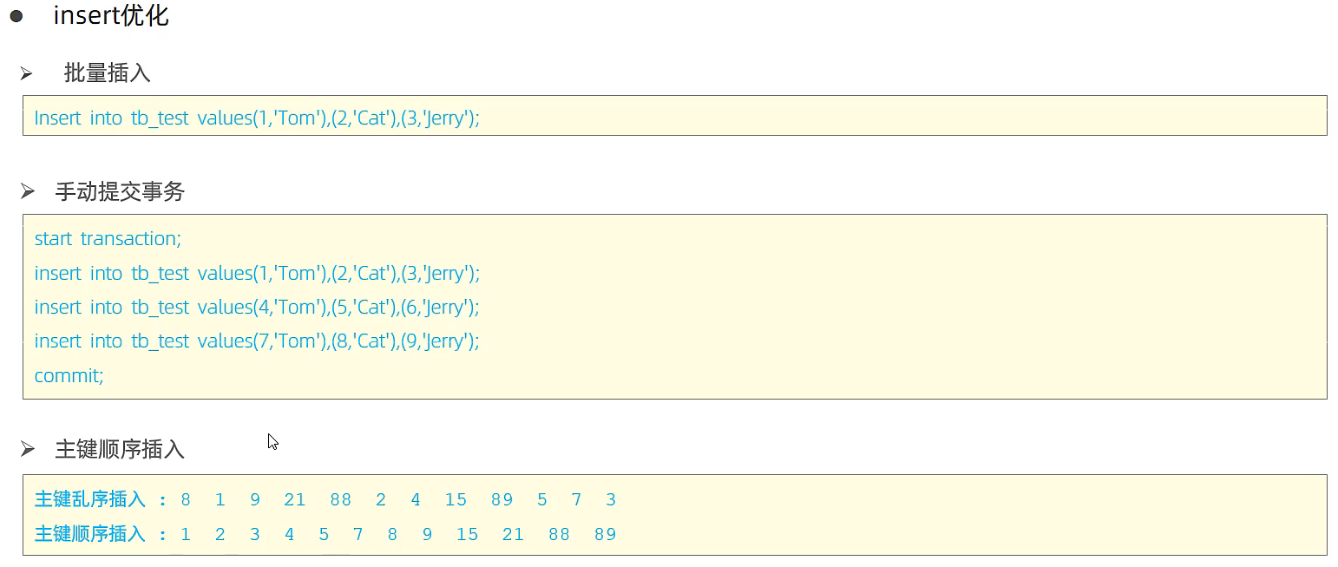 insert优化
批量插入
Insert into tb_test values(1,'Tom'),(2,'Cat'),(3,'Jerry');
手动提交事务
start transaction;
insert into tb_test values(1,'Tom'),(2,'Cat'),(3,'Jerry');
insert into tb_test values(4,'Tom'),(5,'Cat'),(6,'Jerry');
insert into tb_test values(7,'Tom'),(8,'Cat'),(9,'Jerry');
commit;
主键顺序插入
主键乱序插入 : 8 1 9 21 88 2 4 15 89 5 7 3
主键顺序插入 : 1 2 3 4 5 7 8 9 15 21 88 89